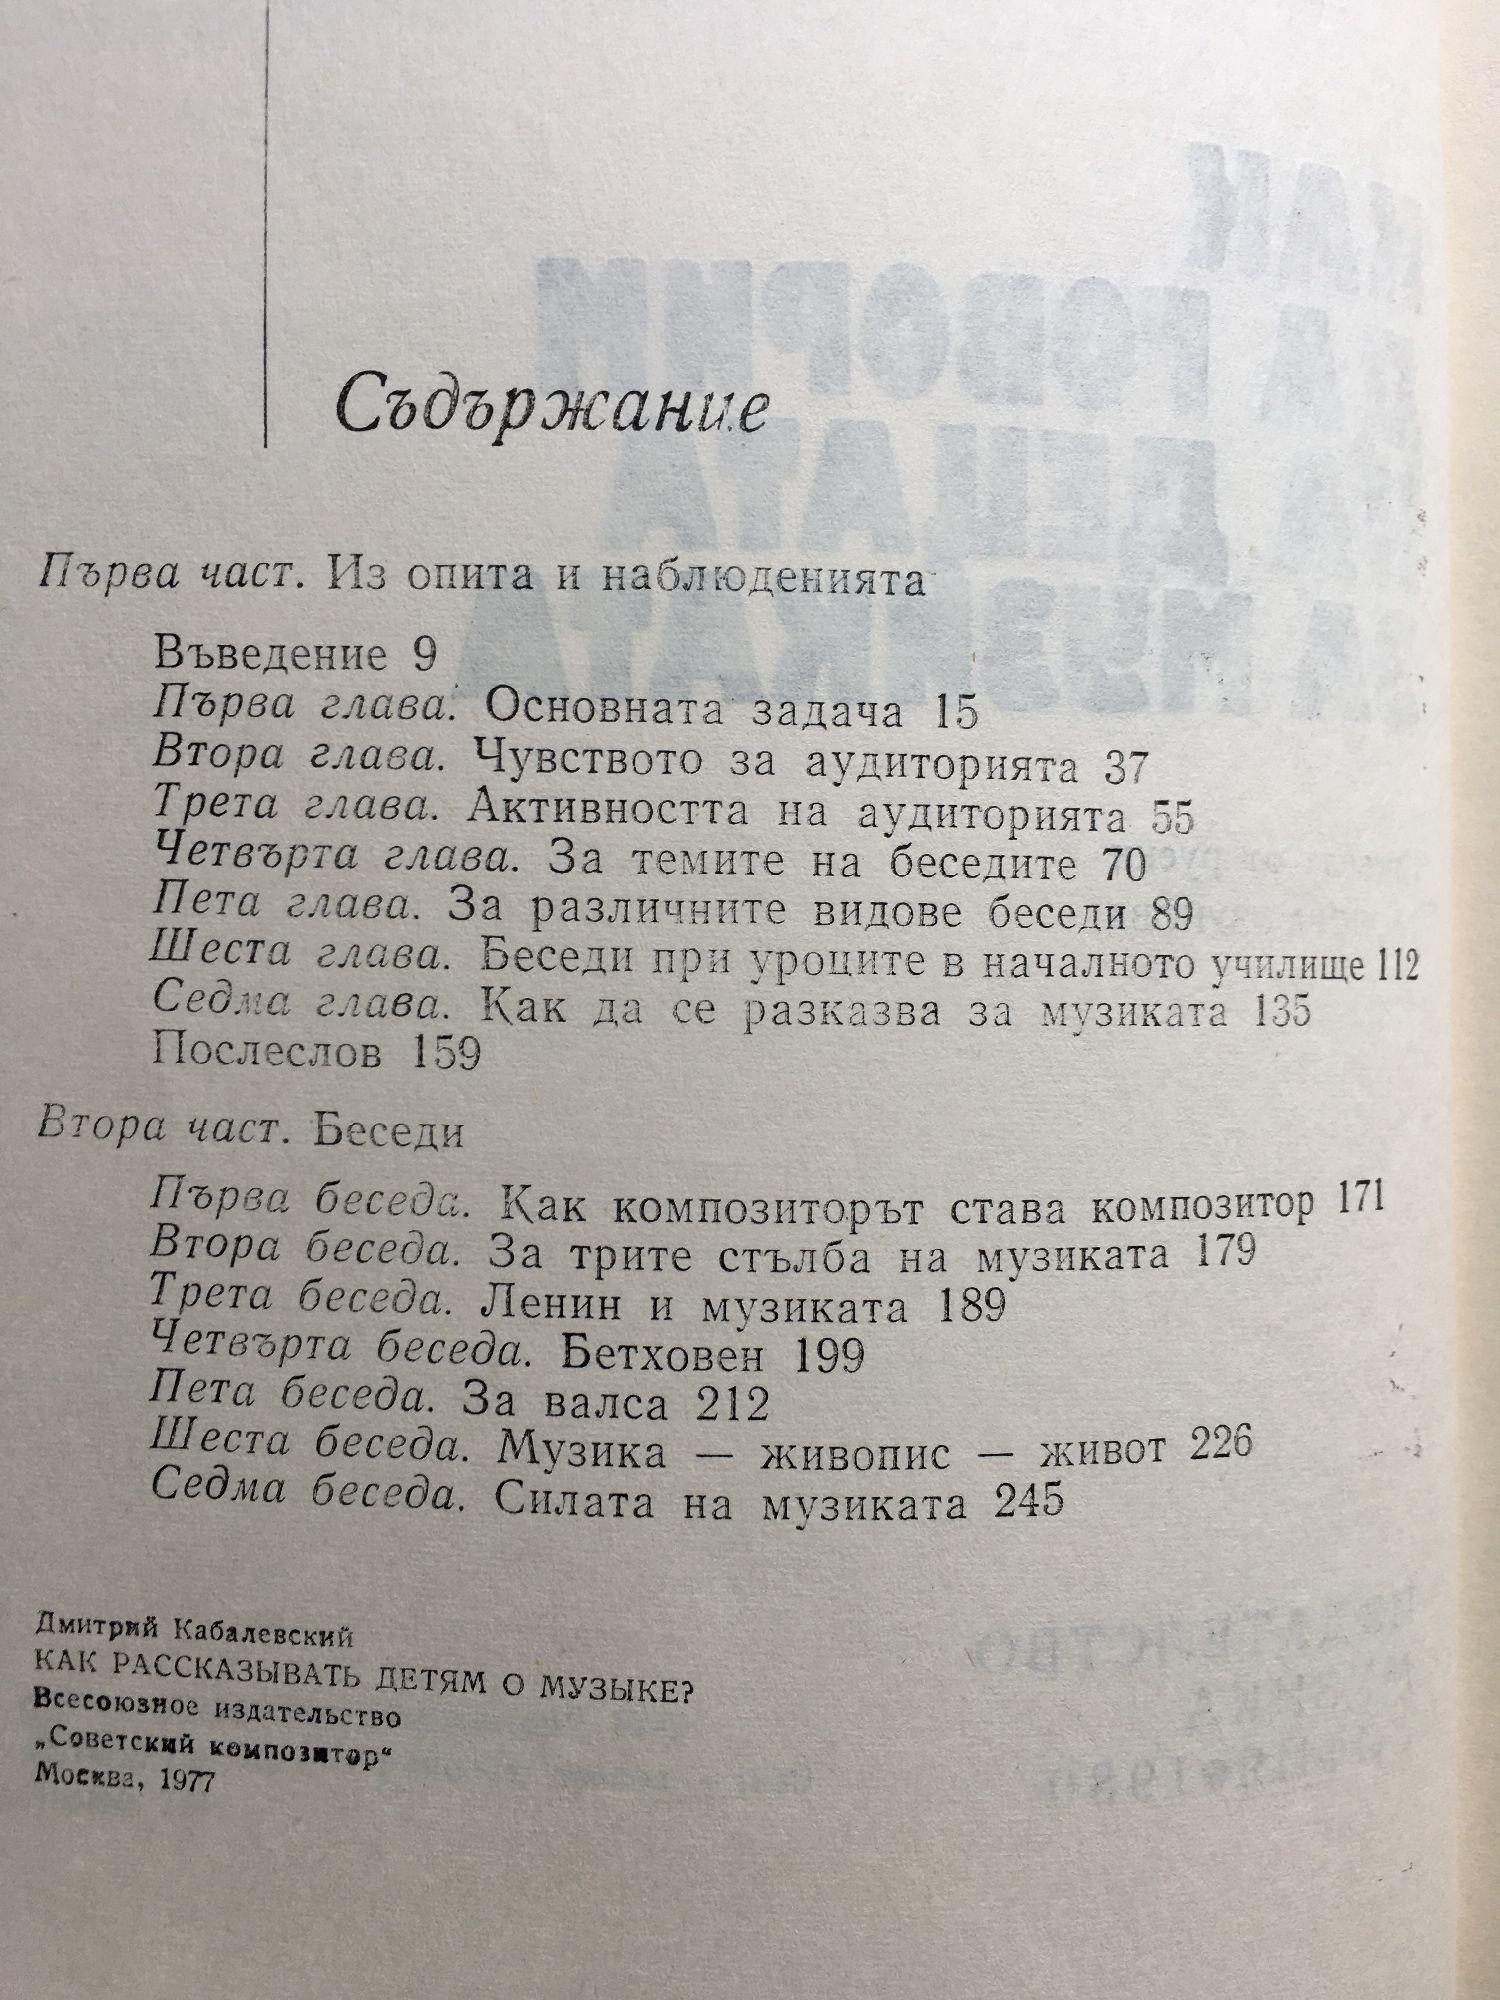 Съдържание
Първа част. Из опита и наблюденията
Въведение 9
Първа глава. Основната задача 15
Втора глава. Чувството за аудиторията 37
Трета глава. Активността на аудиторията 55
Четвърта глава. За темите на беседите 70
Пета глава. За различните видове беседи 89
Шеста глава. Беседи при уроците в началното училище 112
Седма глава. Как да се разказва за музиката 135
Послеслов 159
Втора част. Беседи
Първа беседа. Как композиторът става композитор 171
Втора беседа. За трите стълба на музиката 179
Трета беседа. Ленин и музиката 189
Четвърта беседа. Бетховен 199
Пета беседа. За валса 212
Шеста беседа. Музика — живопис — живот 226
Седма беседа. Силата на музиката 245
Дмитрий Кабалевский
КАК РАССКАЗЫВАТЬ ДЕТЯМ О МУЗЫКЕ?
Всесоюзное издательство
„Советский композитор“
Москва, 1977